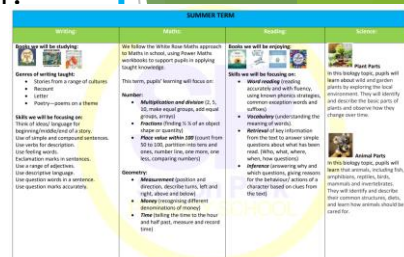 SUMMER TERM
Writing:
Books we will be studying:
Genres of writing taught:
• Stories from a range of cultures
• Recount
• Letter
• Poetry—poems on a theme
Skills we will be focusing on:
Think of ideas/ language for
beginning/middle/end of a story.
Use of simple and compound sentences.
Use verbs for description.
Use feeling words.
Exclamation marks in sentences.
Use a range of adjectives.
Use descriptive language.
Use question words in a sentence.
Use question marks accurately.
Maths:
We follow the White Rose Maths approach
to Maths in school, using Power Maths
workbooks to support pupils in applying
taught knowledge.
This term, pupils' learning will focus on:
Number:
• Multiplication and division (2, 5,
10, make equal groups, add equal
groups, arrays)
• Fractions (finding ½ ¼ of an object
shape or quantity)
• Place value within 100 (count from
50 to 100, partition into tens and
ones, number line, one more, one
less, comparing numbers)
Geometry:
• Measurement (position and
direction, describe turns, left and
right, above and below)
• Money (recognising different
denominations of money)
• Time (telling the time to the hour
and half past, measure and record
time)
Reading:
Books we will be enjoying:
Skills we will be focusing on:
• Word reading (reading
accurately and with fluency,
using known phonics strategies,
common exception words and
suffixes)
• Vocabulary (understanding the
meaning of words)
• Retrieval of key information
from the text to answer simple
questions about what has been
read. (Who, what, where,
when, how questions)
• Inference (answering why and
which questions, giving reasons
for the behaviour/ actions of a
character based on clues from
the text)
Science:
Plant Parts
In this biology topic, pupils will
learn about wild and garden
plants by exploring the local
environment. They will identify
and describe the basic parts of
plants and observe how they
change over time.
Animal Parts
In this biology topic, pupils will
learn that animals, including fish,
amphibians, reptiles, birds,
mammals and invertebrates.
They will identify and describe
their common structures, diets,
and learn how animals should be
cared for.